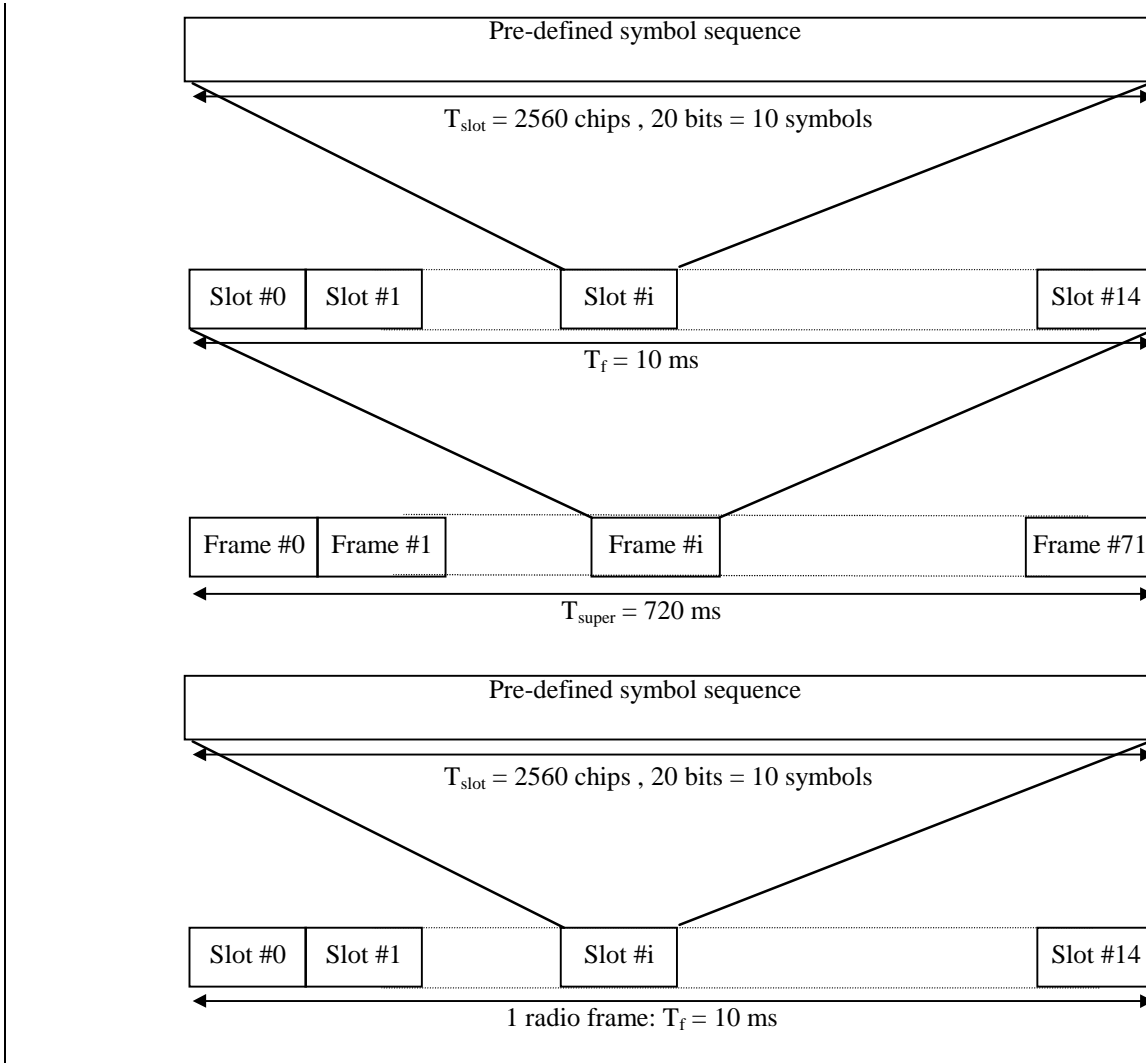 Pre-defined symbol sequence
Tslot = 2560 chips , 20 bits = 10 symbols
Slot #0 Slot #1 Slot #i Slot #14
Tf = 10 ms
Frame #0 Frame #1 Frame #i Frame #71
Tsuper = 720 ms
Pre-defined symbol sequence
Tslot = 2560 chips , 20 bits = 10 symbols
Slot #0 Slot #1 Slot #i Slot #14
1 radio frame: Tf = 10 ms